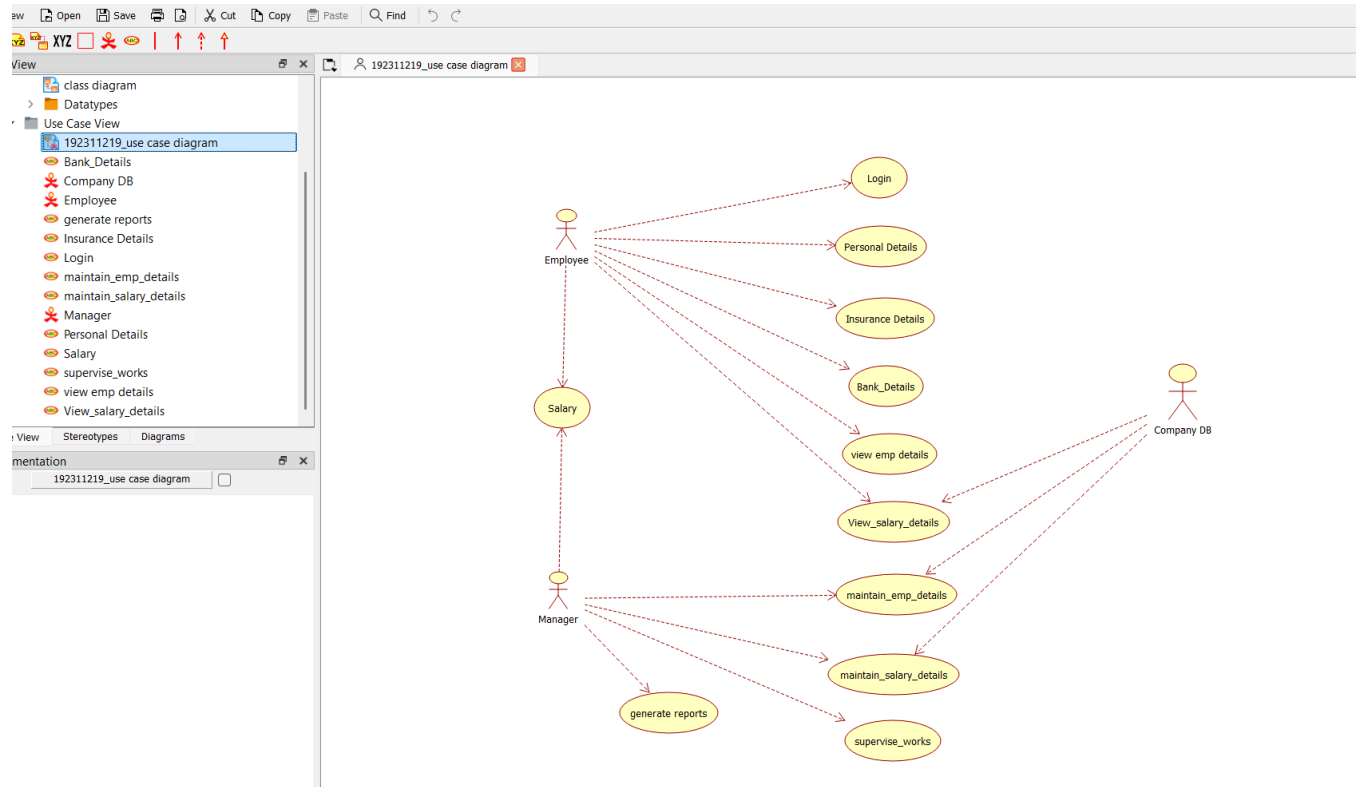 ew Open Save Cut Copy Paste Find
XYZ XYZ
View 192311219_use case diagram
class diagram
Datatypes
Use Case View
192311219_use case diagram
Bank_Details
Company DB
Employee
generate reports
Insurance Details
Login
maintain_emp_details
maintain_salary_details
Manager
Personal Details
Salary
supervise_works
view emp details
View_salary_details
View Stereotypes Diagrams
mentation
192311219_use case diagram
Login
Personal Details
Employee
Insurance Details
Bank_Details
Salary
Company DB
view emp details
View_salary_details
maintain_emp_details
Manager
maintain_salary_details
generate reports
supervise_works